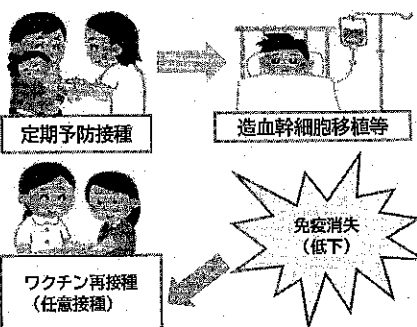 定期予防接種
造血幹細胞移植等
免疫消失
(低下)
ワクチン再接種
(任意接種)